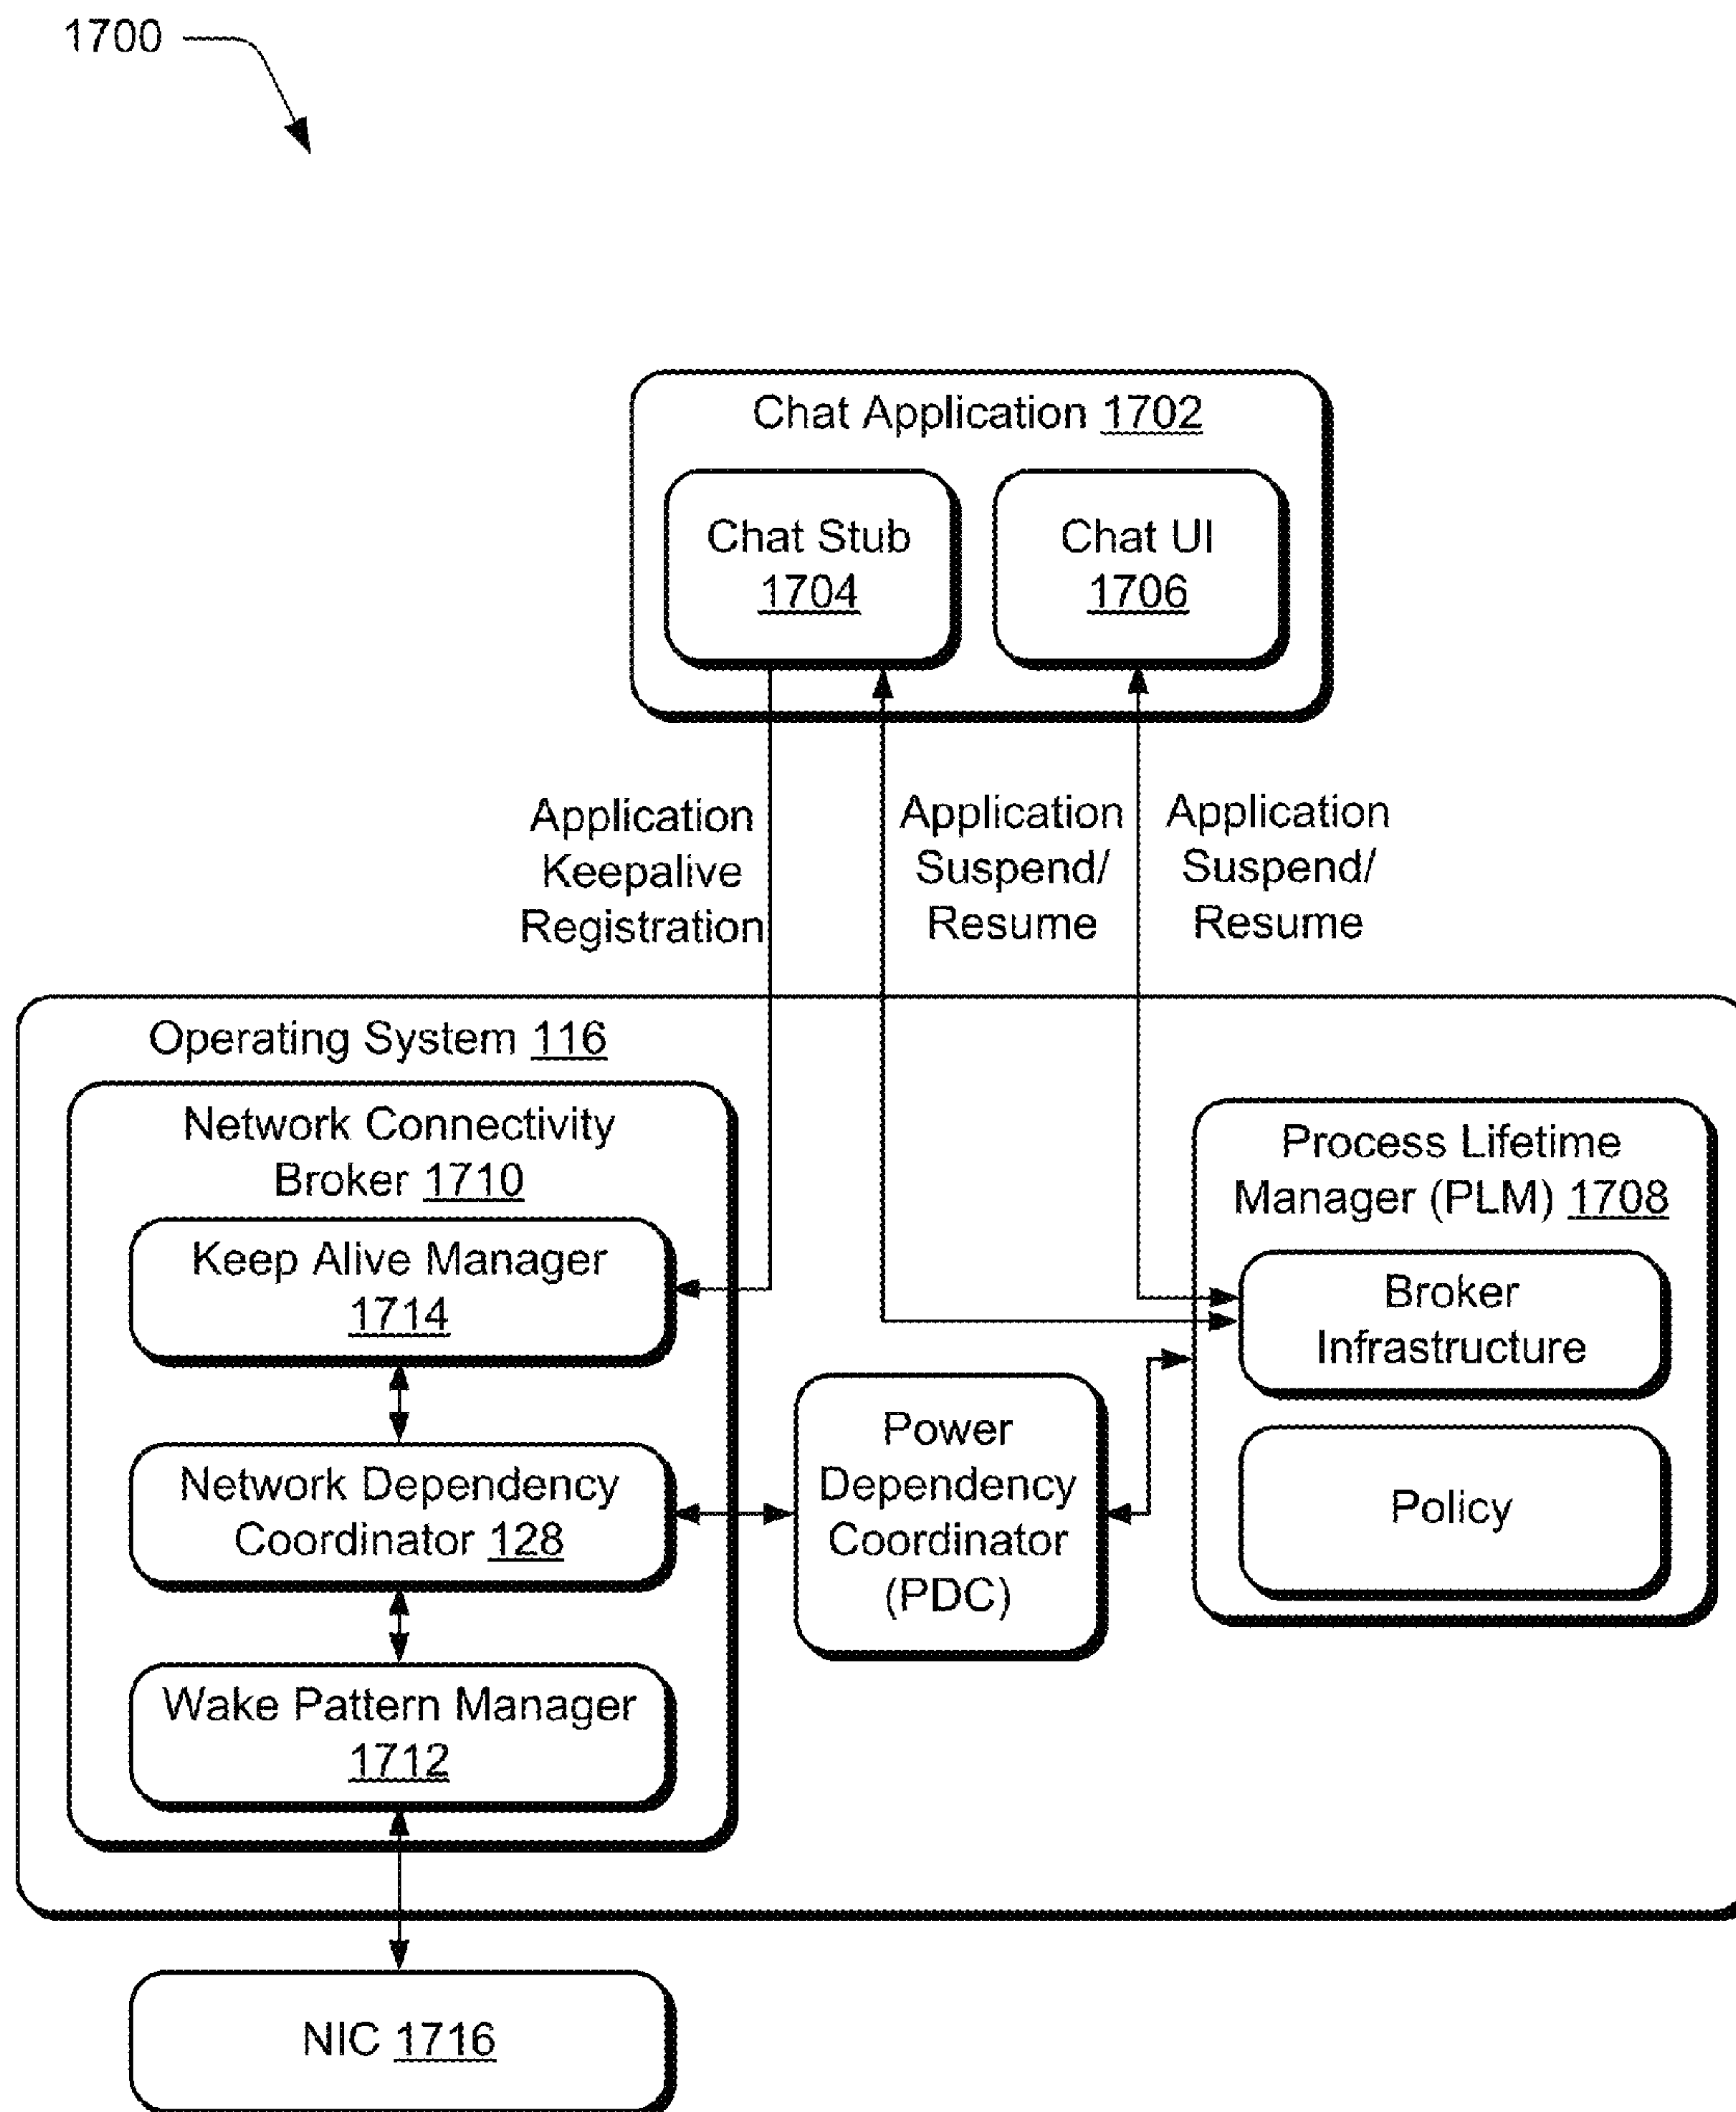 1700
Chat Application 1702
Chat Stub
1704
Chat UI
1706
Application
Keepalive
Registration
Application
Suspend/
Resume
Application
Suspend/
Resume
Operating System 116
Network Connectivity
Broker 1710
Keep Alive Manager
1714
Network Dependency
Coordinator 128
Wake Pattern Manager
1712
Power
Dependency
Coordinator
(PDC)
Process Lifetime
Manager (PLM) 1708
Broker
Infrastructure
Policy
NIC 1716